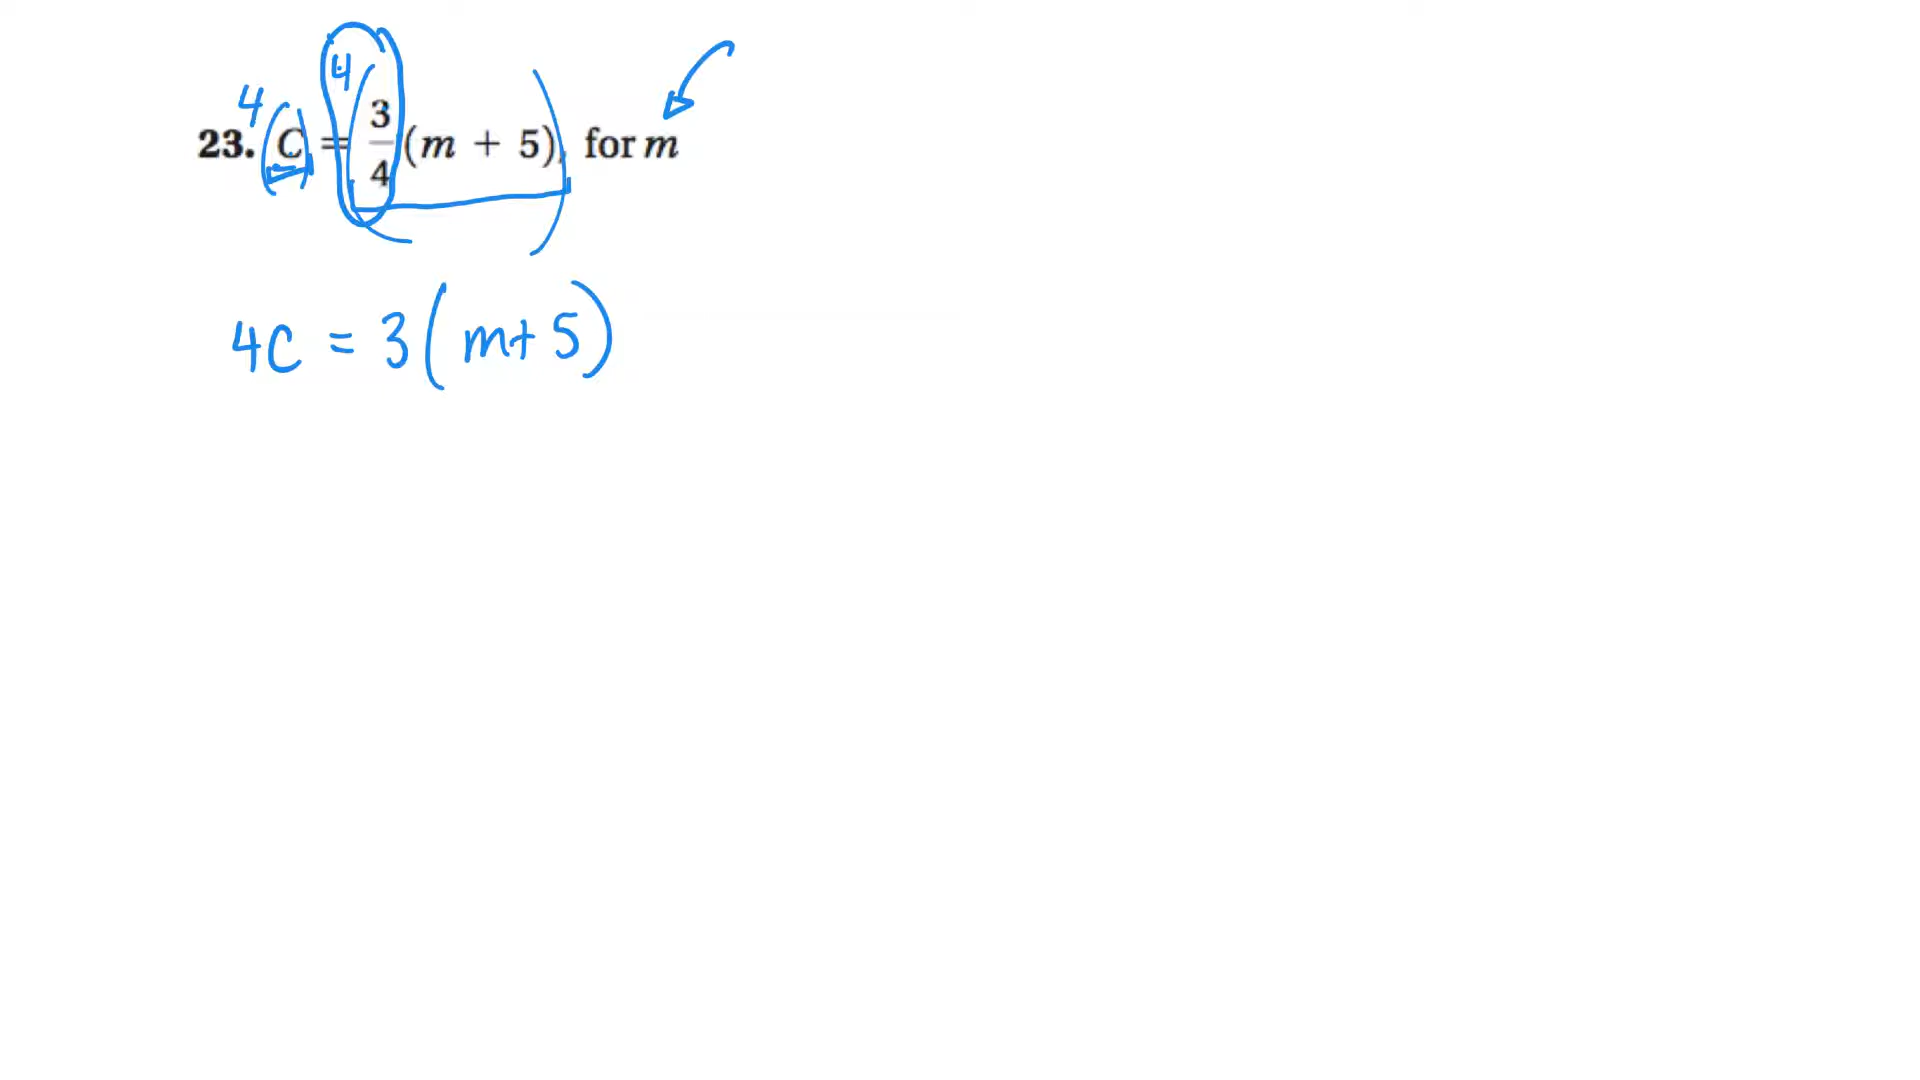 4 4
23. C = 3/4 (m + 5), for m
4C = 3(m+5)